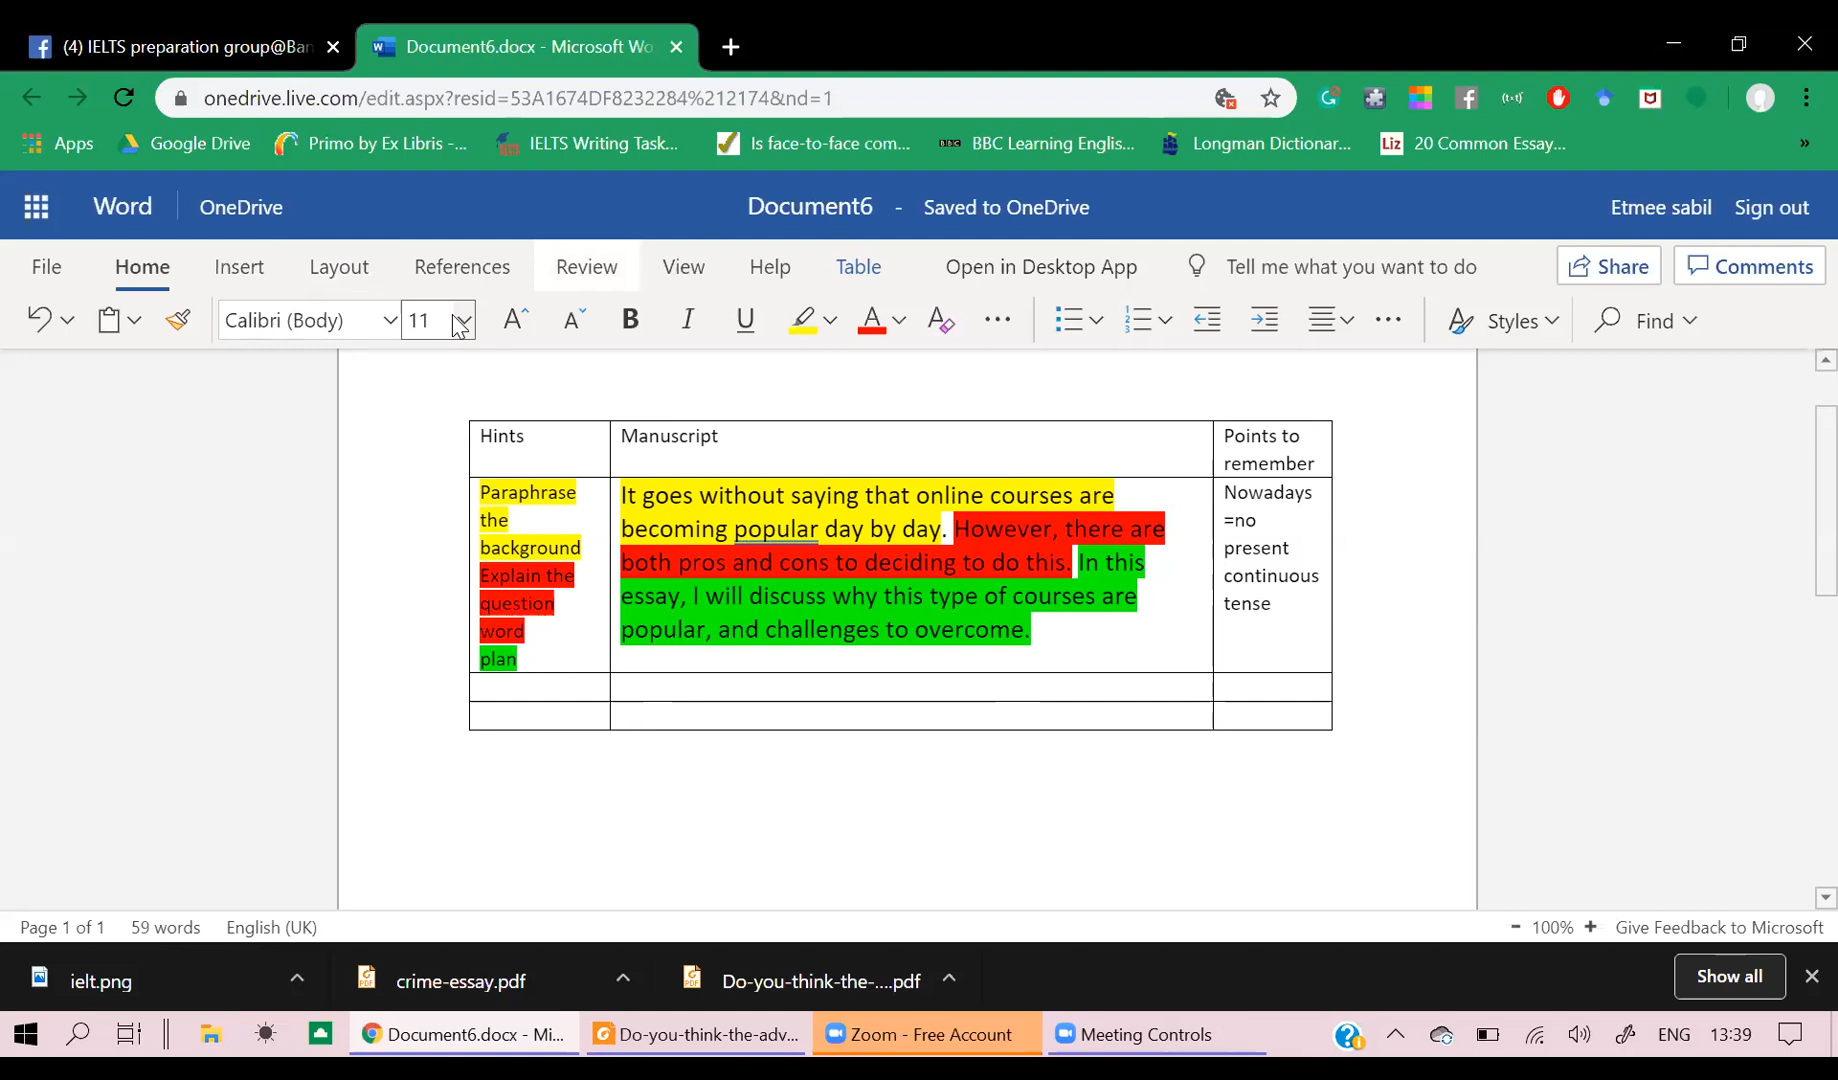 (4) IELTS preparation group@Ban
Document6.docx - Microsoft Wo
onedrive.live.com/edit.aspx?resid=53A1674DF8232284%212174&nd=1
Apps Google Drive Primo by Ex Libris -... IELTS Writing Task... Is face-to-face com... BBC BBC Learning Englis... Longman Dictionar... Liz 20 Common Essay... »
Word OneDrive Document6 - Saved to OneDrive Etmee sabil Sign out
File Home Insert Layout References Review View Help Table Open in Desktop App Tell me what you want to do Share Comments
Calibri (Body) 11 A A B I U A A Styles Find
Hints Manuscript Points to
remember
Paraphrase
the
background
Explain the
question
word
plan
It goes without saying that online courses are
becoming popular day by day. However, there are
both pros and cons to deciding to do this. In this
essay, I will discuss why this type of courses are
popular, and challenges to overcome.
Nowadays
=no
present
continuous
tense
Page 1 of 1 59 words English (UK) - 100% + Give Feedback to Microsoft
ielt.png crime-essay.pdf Do-you-think-the-....pdf Show all
Document6.docx - Mi... Do-you-think-the-adv... Zoom - Free Account Meeting Controls ENG 13:39